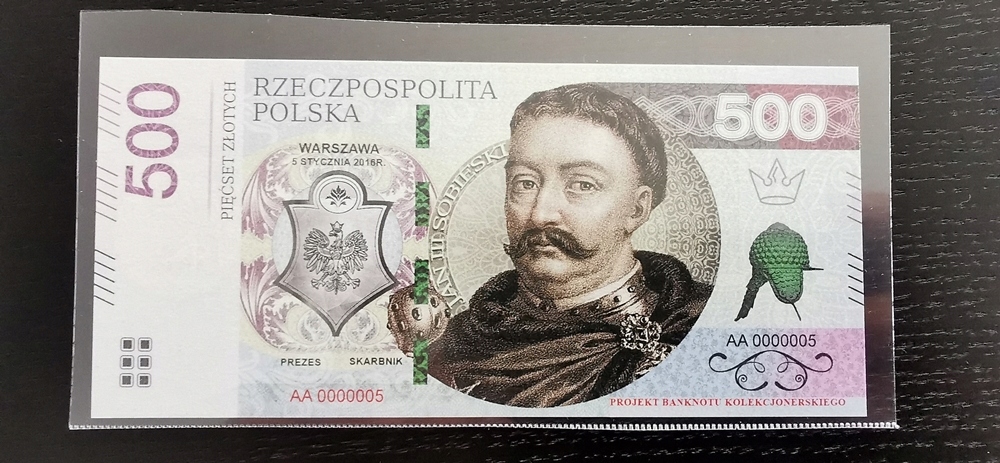 500
PIĘĆSET ZŁOTYCH
RZECZPOSPOLITA
POLSKA
WARSZAWA
5 STYCZNIA 2016R.
PREZES SKARBNIK
AA 0000005
JAN III SOBIESKI
500
AA 0000005
PROJEKT BANKNOTU KOLEKCJONERSKIEGO